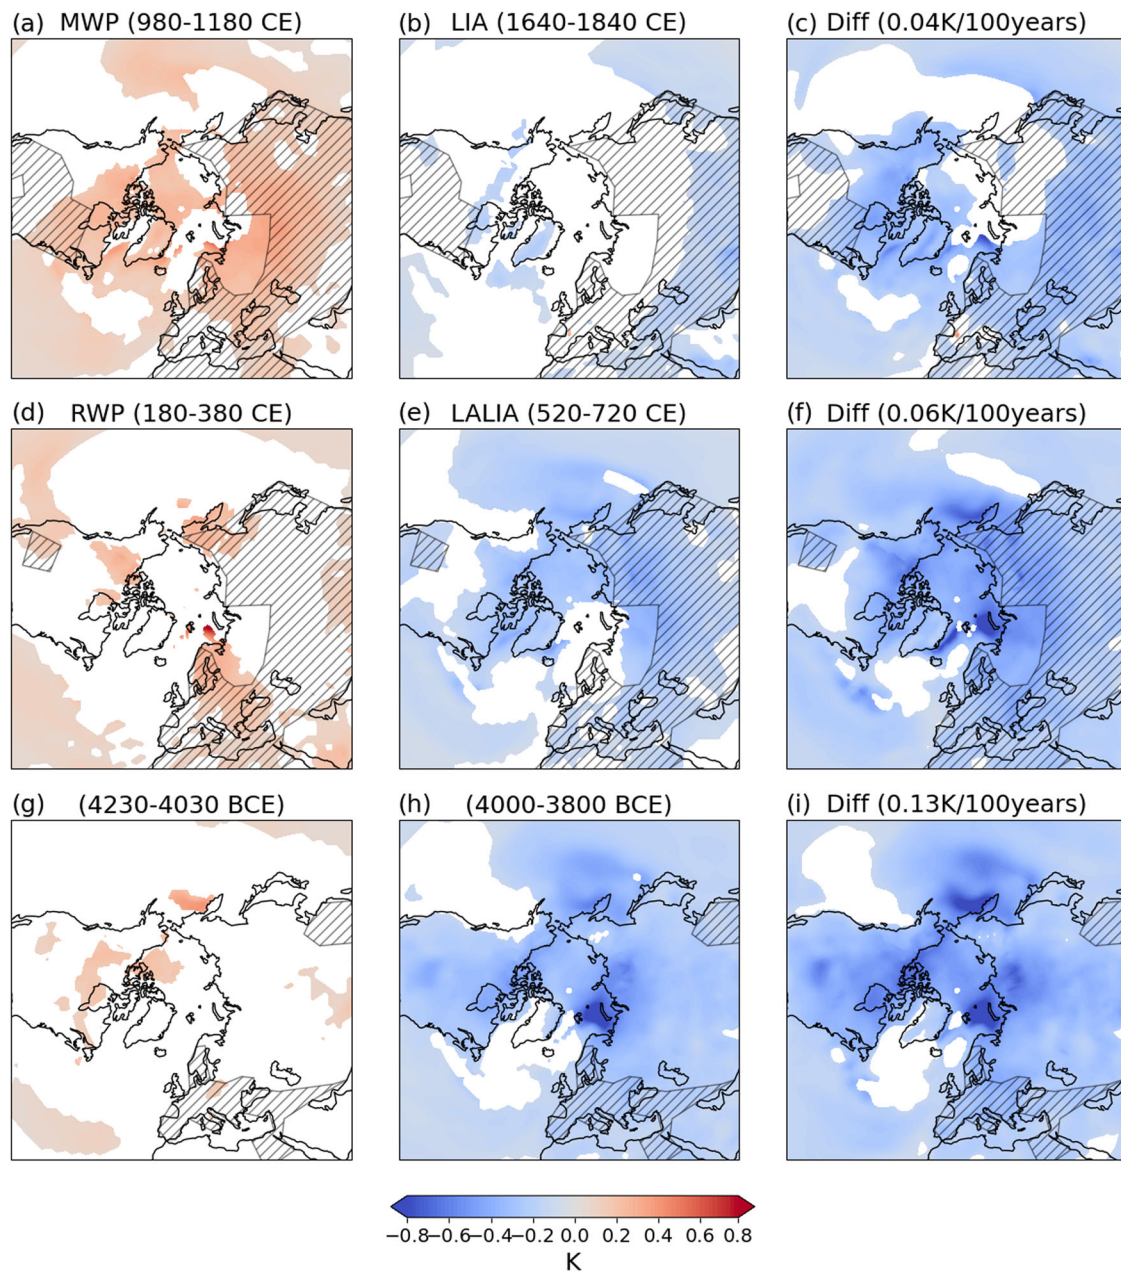 (a) MWP (980-1180 CE)
(b) LIA (1640-1840 CE)
(c) Diff (0.04K/100years)
(d) RWP (180-380 CE)
(e) LALIA (520-720 CE)
(f) Diff (0.06K/100years)
(g) (4230-4030 BCE)
(h) (4000-3800 BCE)
(i) Diff (0.13K/100years)
−0.8 −0.6 −0.4 −0.2 0.0 0.2 0.4 0.6 0.8
K